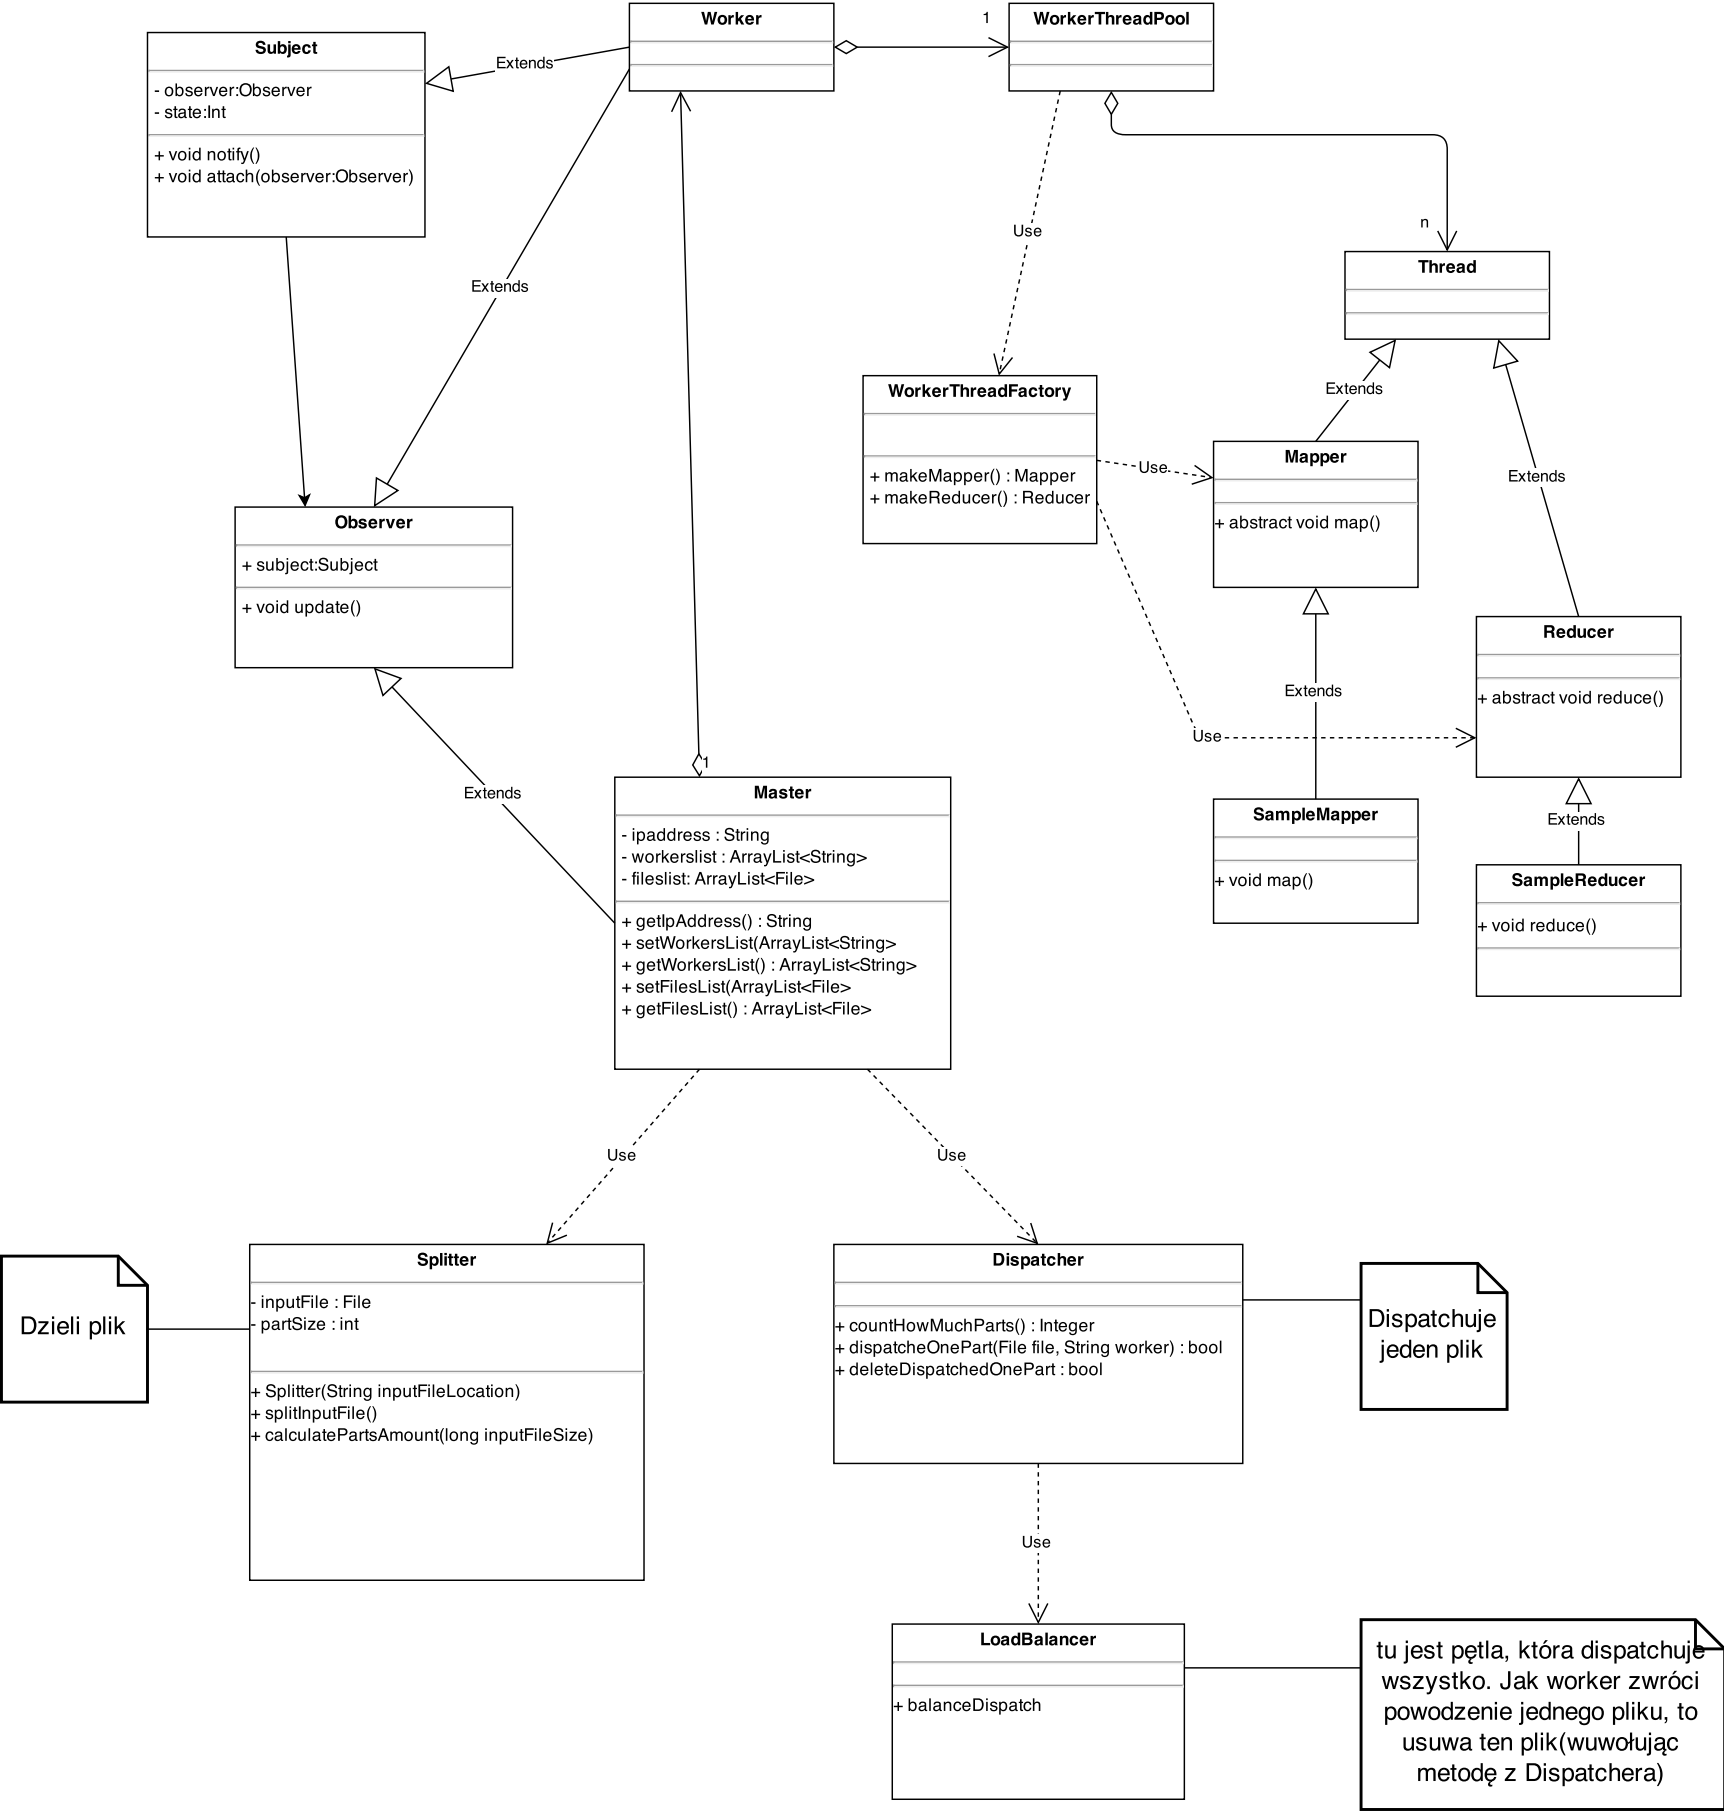 Worker
1
WorkerThreadPool
Subject
- observer:Observer
- state:Int
+ void notify()
+ void attach(observer:Observer)
Extends
Extends
Use
n
Thread
WorkerThreadFactory
+ makeMapper() : Mapper
+ makeReducer() : Reducer
Extends
Use
Mapper
+ abstract void map()
Extends
Observer
+ subject:Subject
+ void update()
Reducer
+ abstract void reduce()
Extends
Use
Extends
1
Master
- ipaddress : String
- workerslist : ArrayList<String>
- fileslist: ArrayList<File>
+ getIpAddress() : String
+ setWorkersList(ArrayList<String>
+ getWorkersList() : ArrayList<String>
+ setFilesList(ArrayList<File>
+ getFilesList() : ArrayList<File>
SampleMapper
+ void map()
Extends
SampleReducer
+ void reduce()
Use
Use
Dzieli plik
Splitter
- inputFile : File
- partSize : int
+ Splitter(String inputFileLocation)
+ splitInputFile()
+ calculatePartsAmount(long inputFileSize)
Dispatcher
+ countHowMuchParts() : Integer
+ dispatcheOnePart(File file, String worker) : bool
+ deleteDispatchedOnePart : bool
Dispatchuje
jeden plik
Use
LoadBalancer
+ balanceDispatch
tu jest pętla, która dispatchuje
wszystko. Jak worker zwróci
powodzenie jednego pliku, to
usuwa ten plik(wuwołując
metodę z Dispatchera)